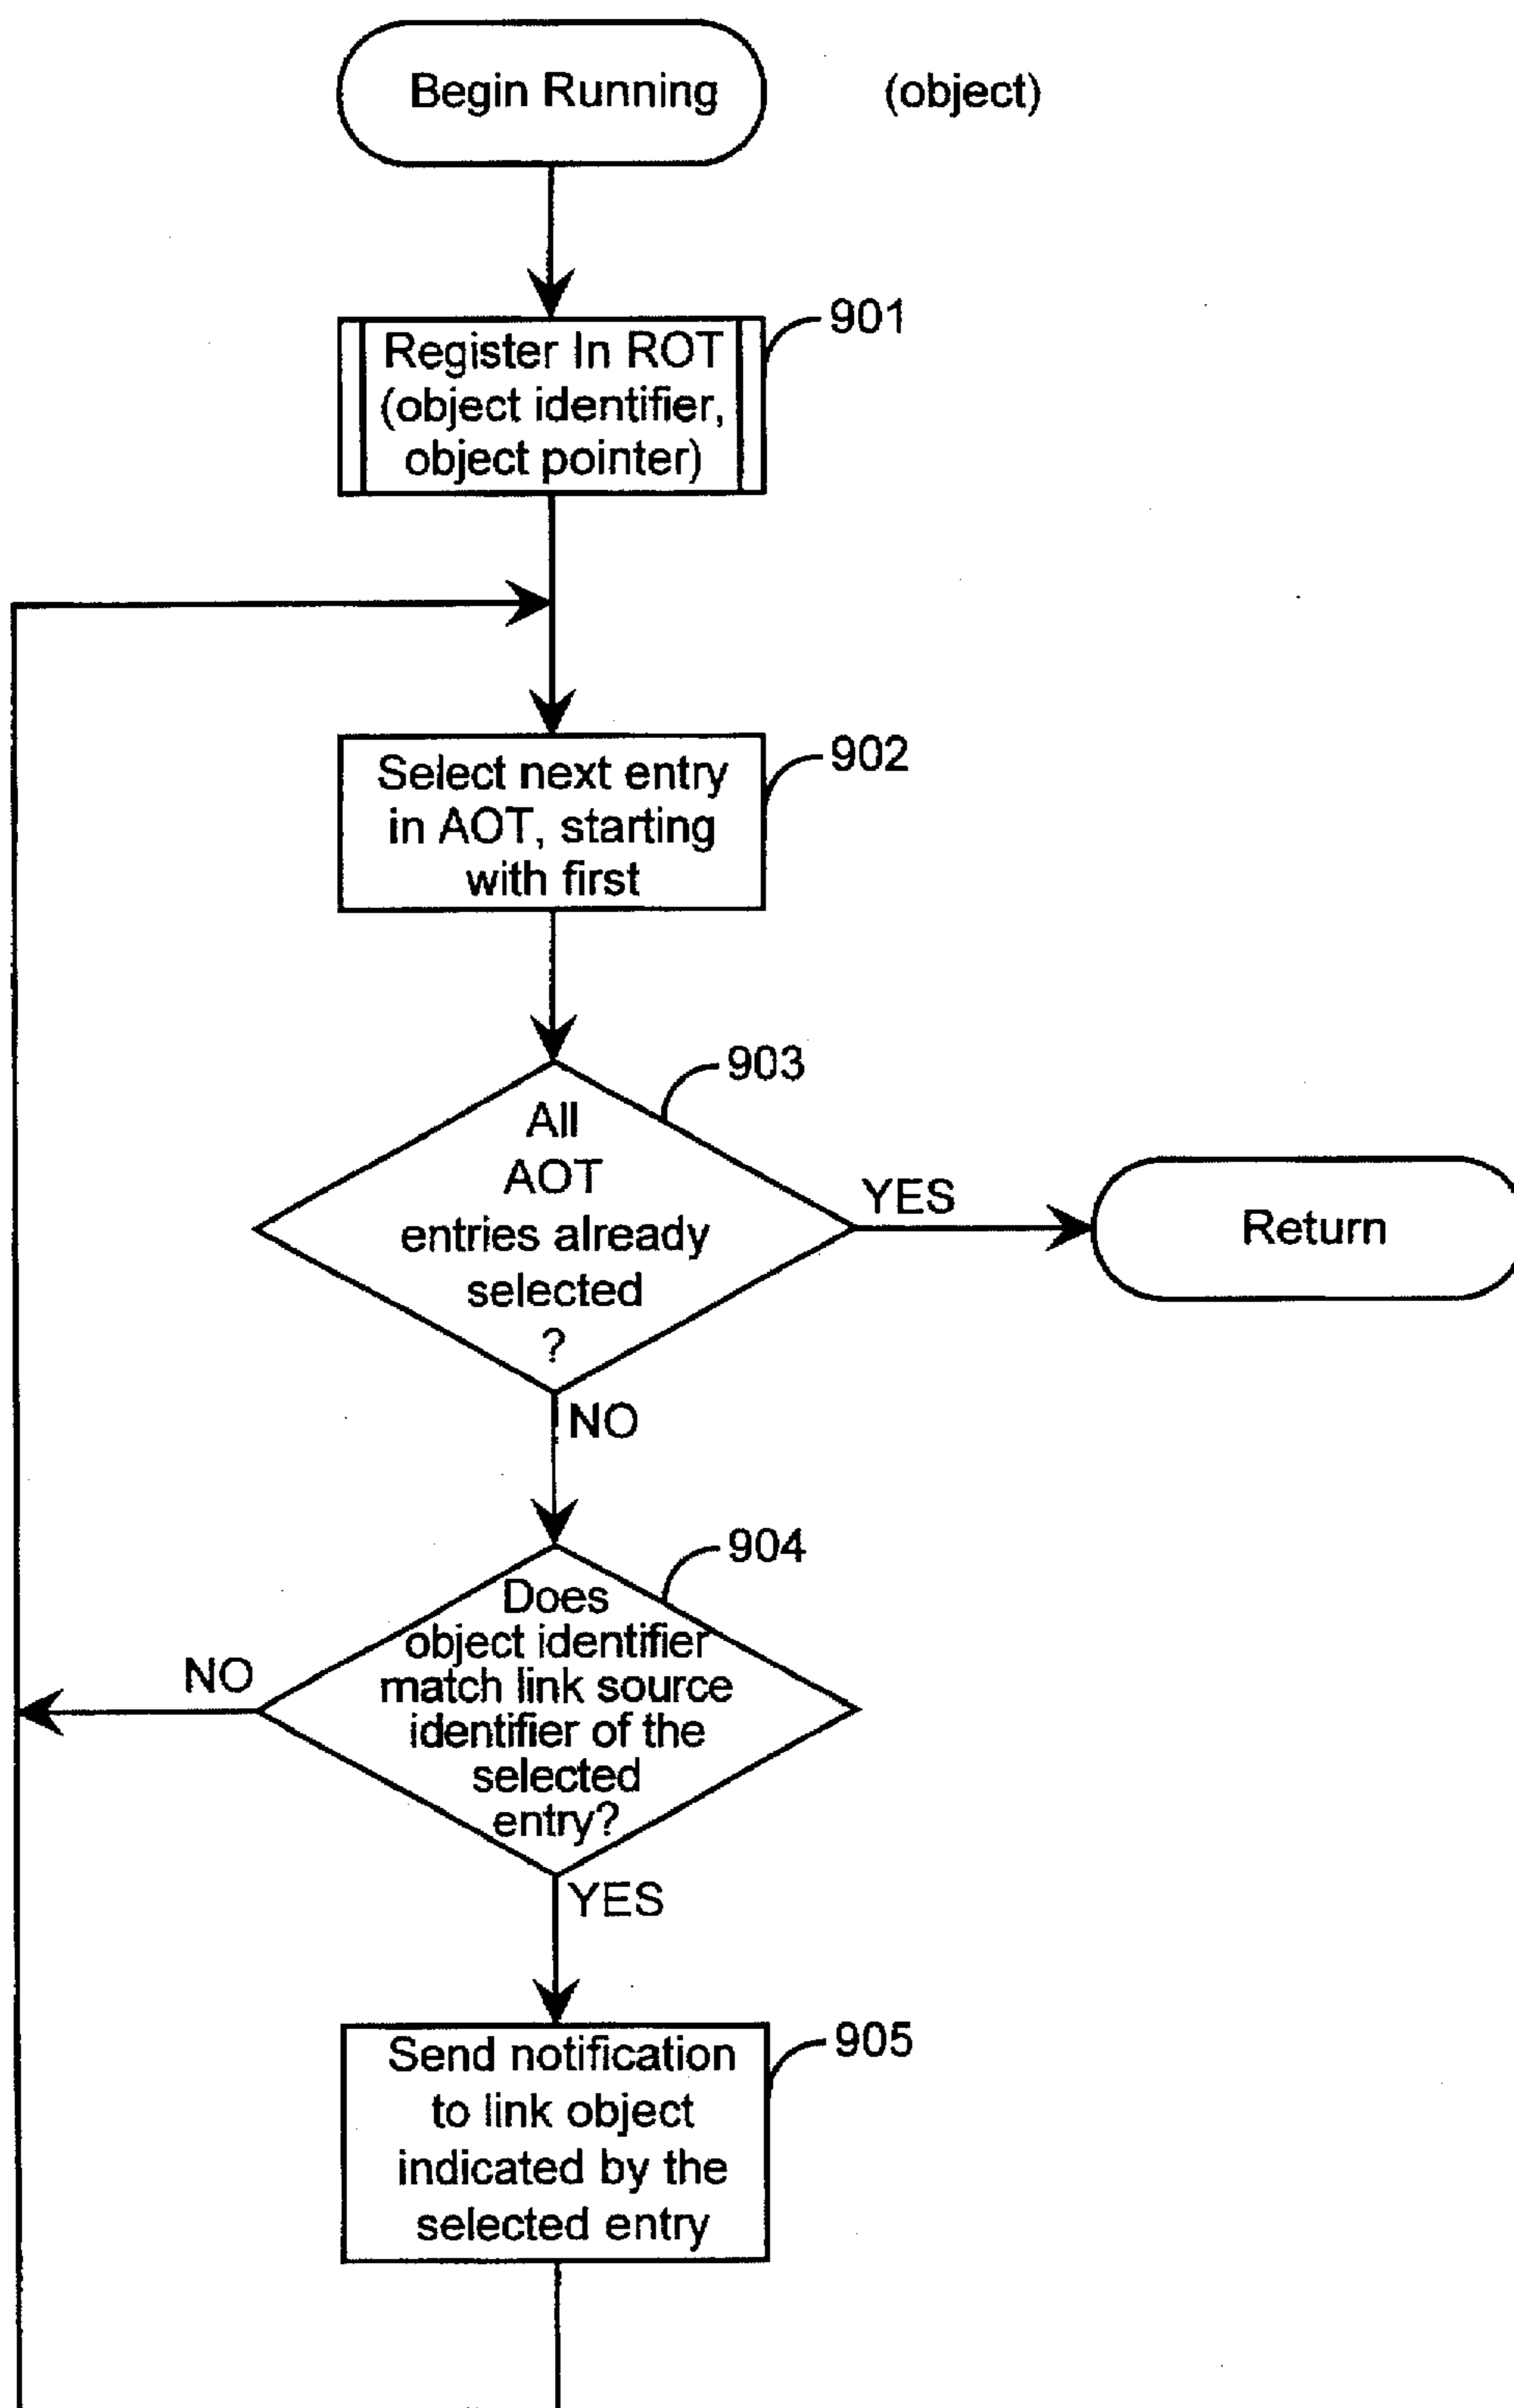 Begin Running
(object)
Register In ROT
(object identifier,
object pointer)
901
Select next entry
in AOT, starting
with first
902
All
AOT
entries already
selected
?
903
YES
Return
NO
Does
object identifier
match link source
identifier of the
selected
entry?
904
NO
YES
Send notification
to link object
indicated by the
selected entry
905